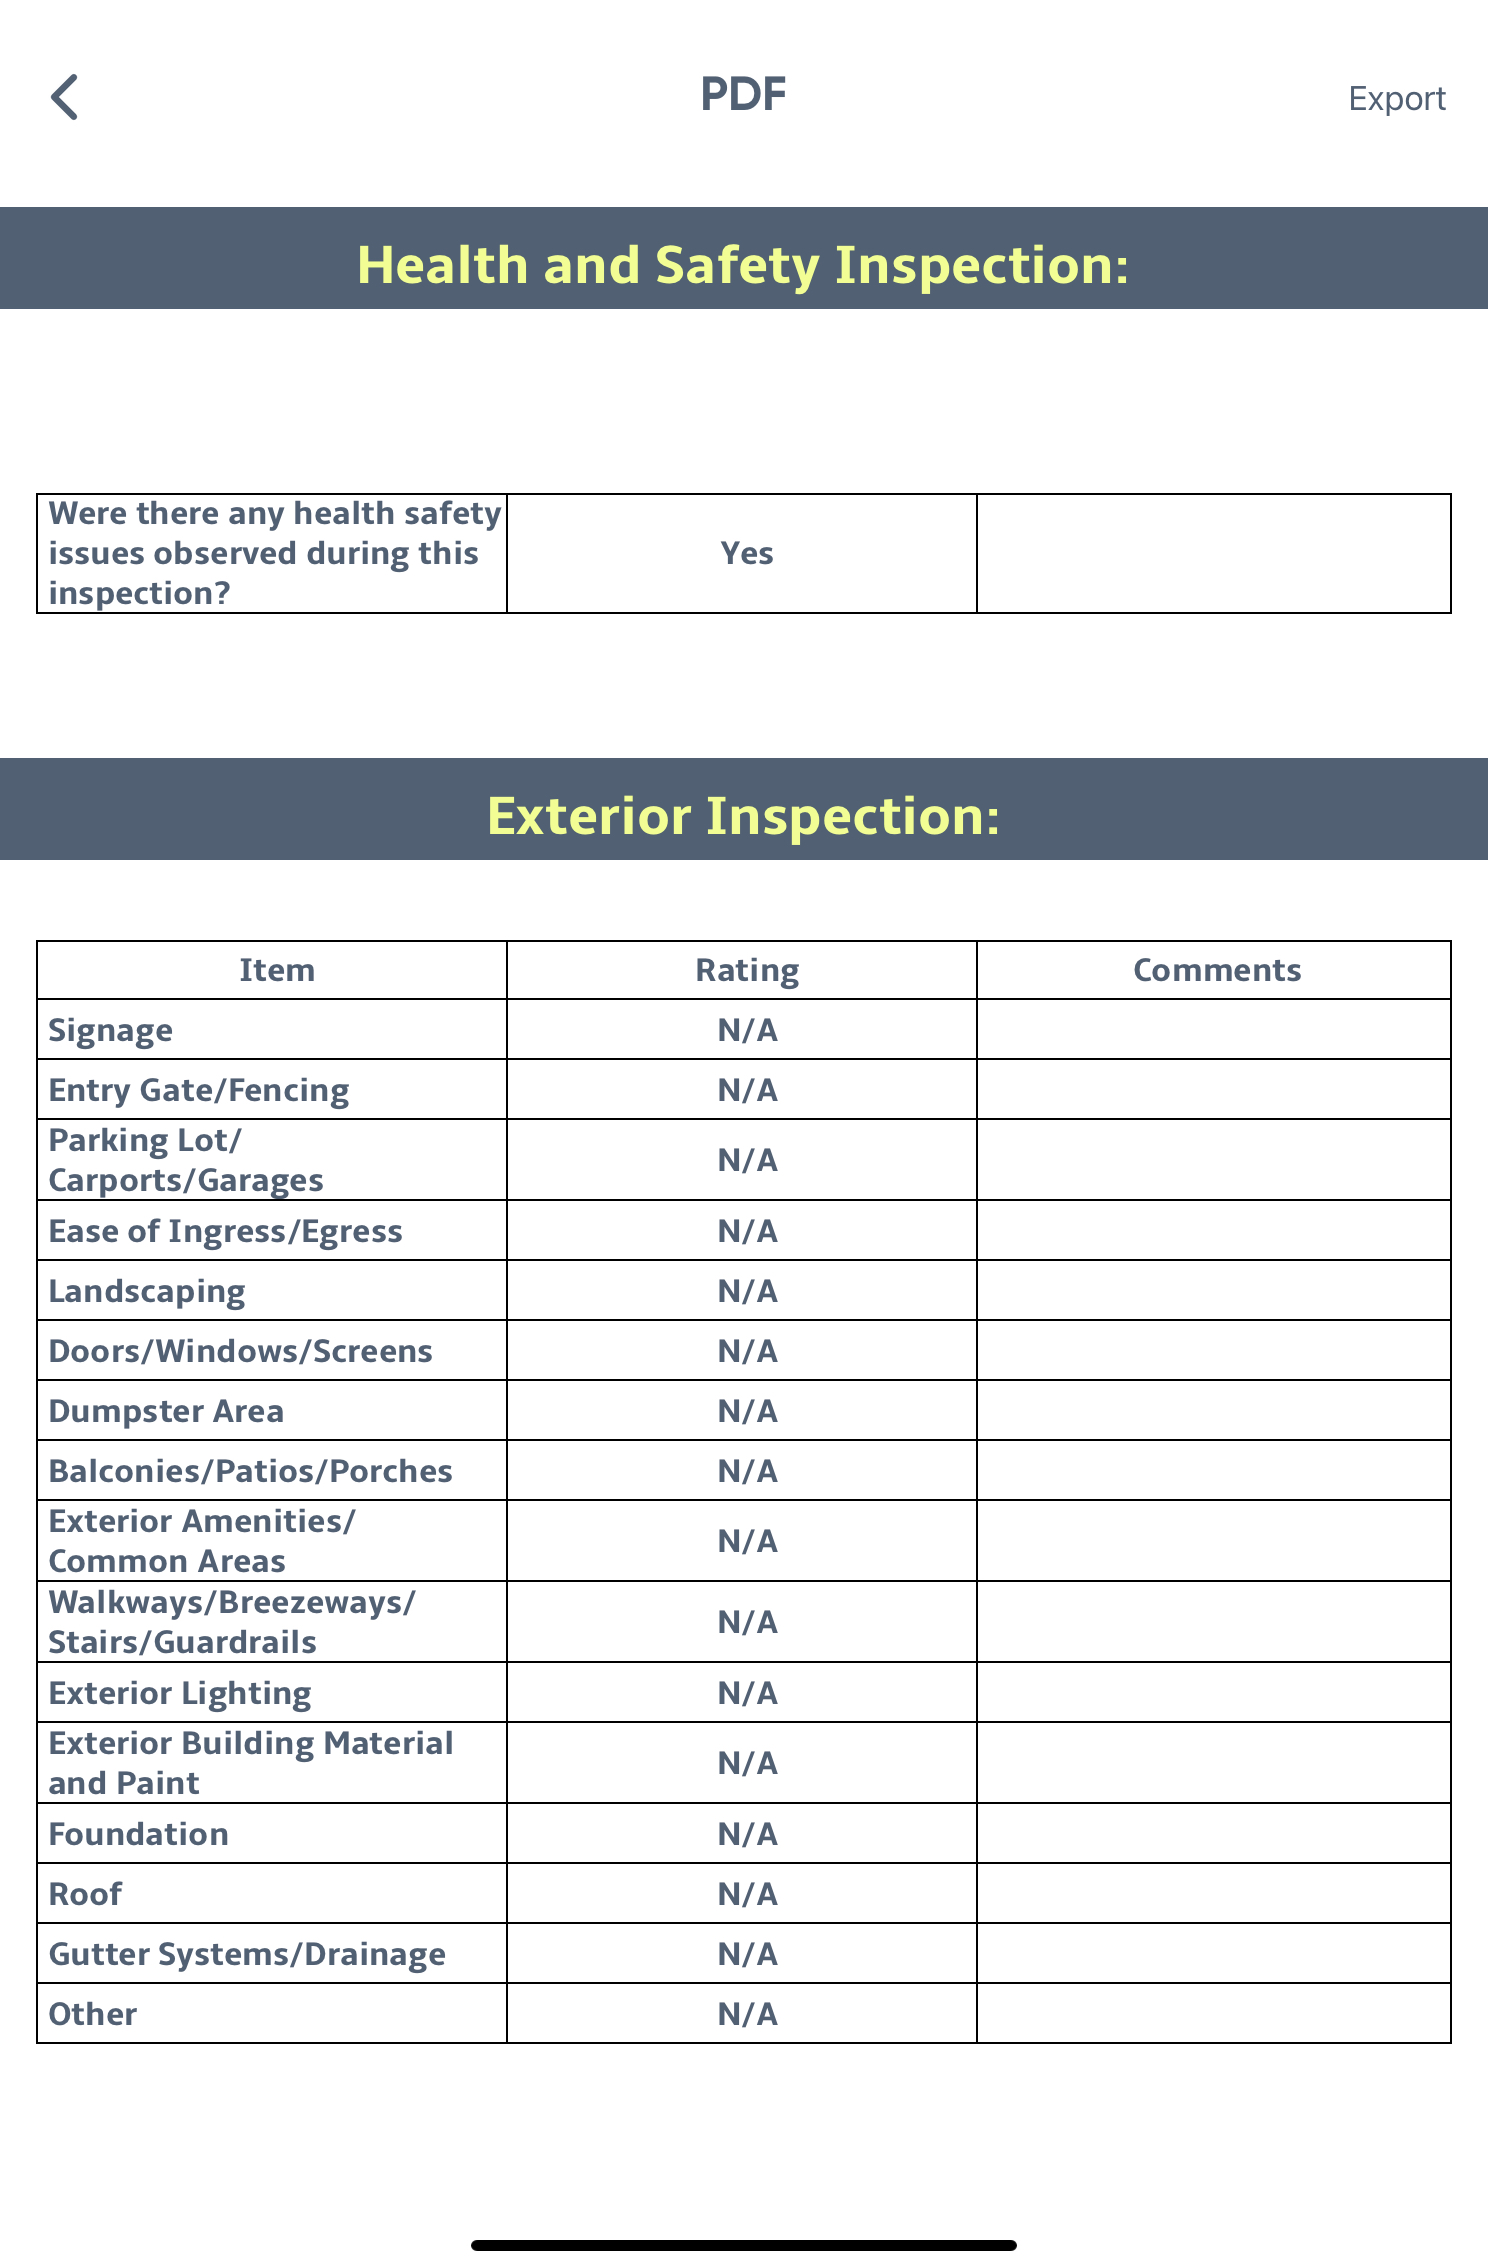 PDF
Export
Health and Safety Inspection:
Were there any health safety
issues observed during this
inspection?
Yes
Exterior Inspection:
Item Rating Comments
Signage N/A
Entry Gate/Fencing N/A
Parking Lot/
Carports/Garages
N/A
Ease of Ingress/Egress N/A
Landscaping N/A
Doors/Windows/Screens N/A
Dumpster Area N/A
Balconies/Patios/Porches N/A
Exterior Amenities/
Common Areas
N/A
Walkways/Breezeways/
Stairs/Guardrails
N/A
Exterior Lighting N/A
Exterior Building Material
and Paint
N/A
Foundation N/A
Roof N/A
Gutter Systems/Drainage N/A
Other N/A